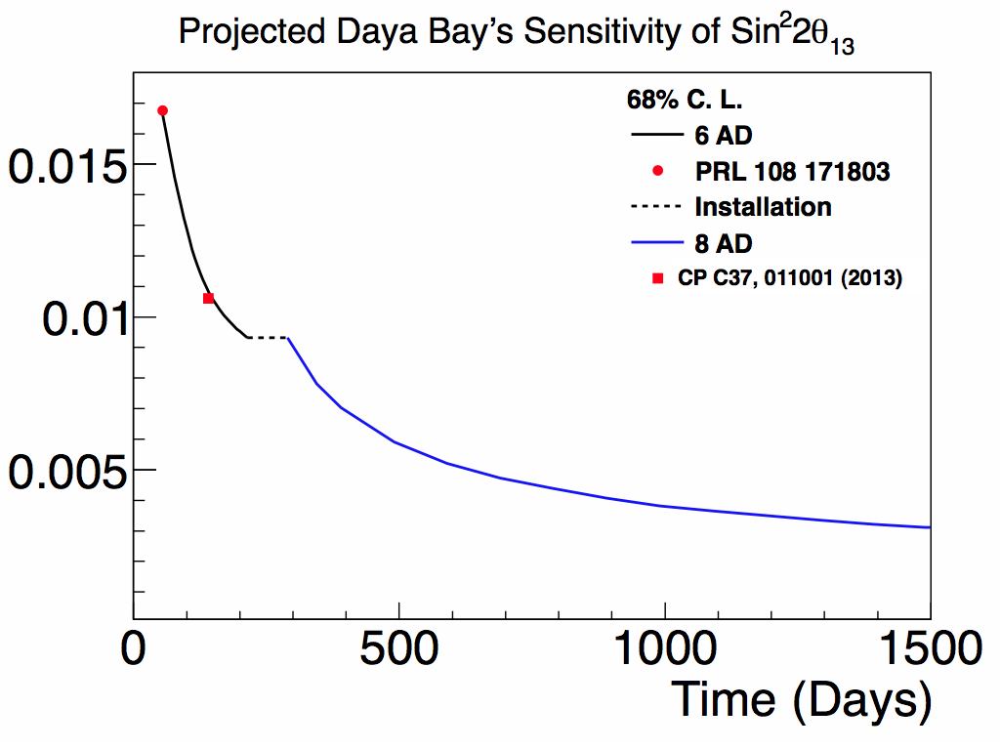 Projected Daya Bay’s Sensitivity of Sin²2θ₁₃
68% C. L.
6 AD
PRL 108 171803
Installation
8 AD
CP C37, 011001 (2013)
0.015
0.01
0.005
0 500 1000 1500
Time (Days)